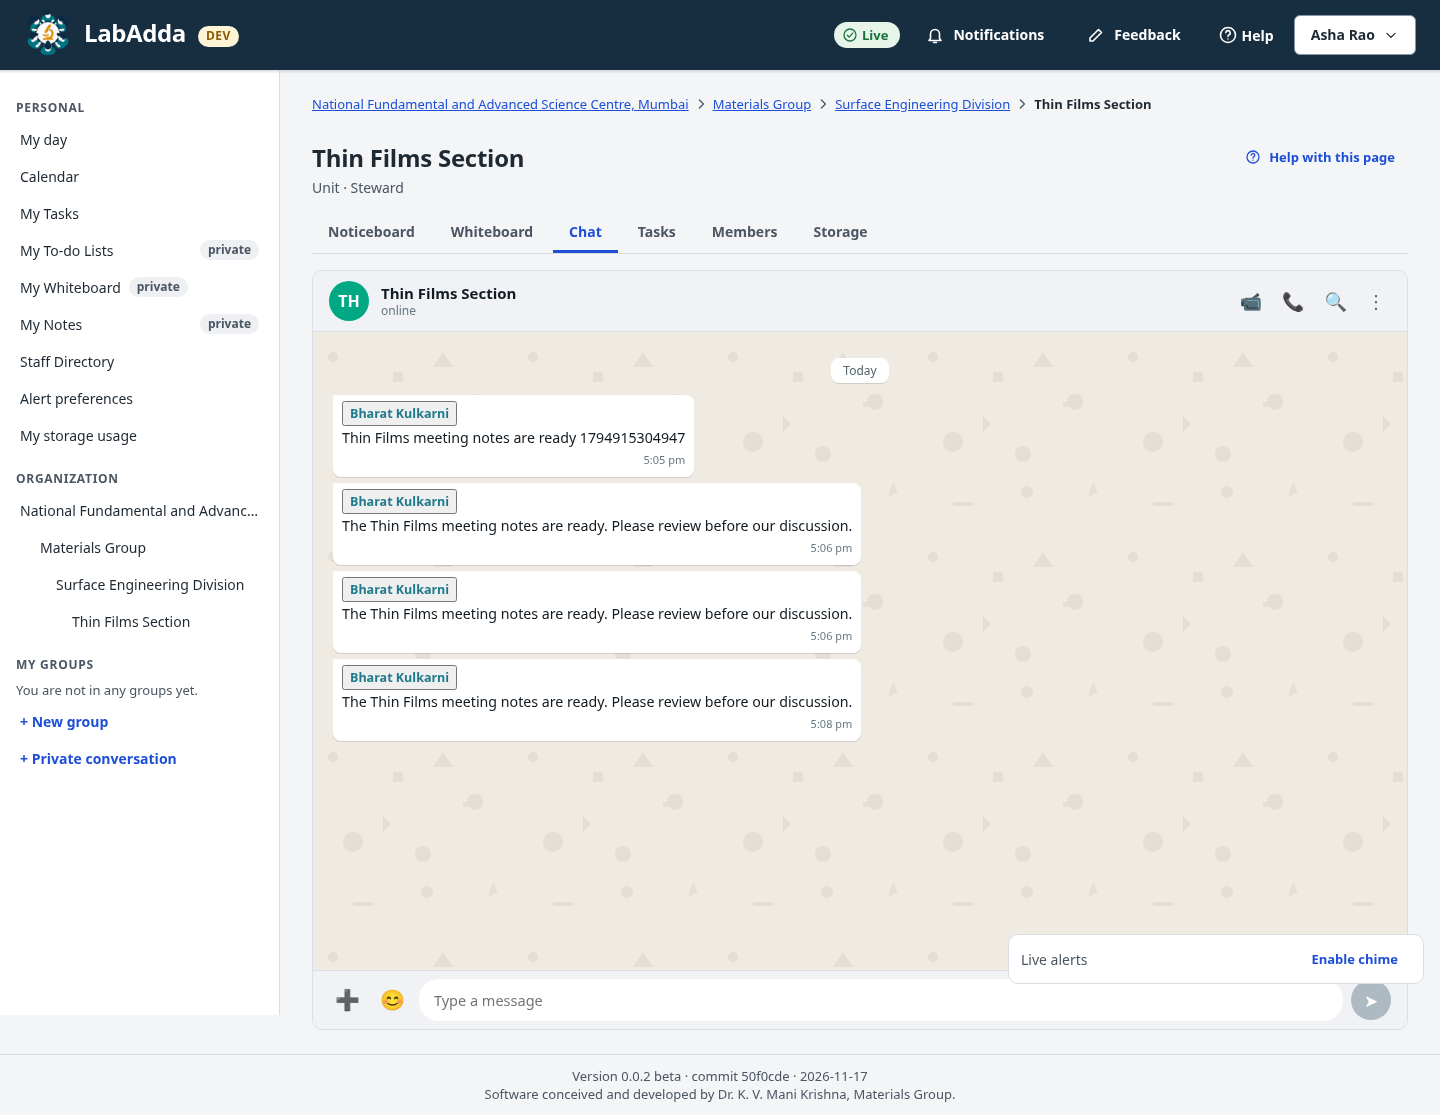 LabAdda DEV
Live
Notifications
Feedback
Help
Asha Rao
PERSONAL
My day
Calendar
My Tasks
My To-do Lists private
My Whiteboard private
My Notes private
Staff Directory
Alert preferences
My storage usage
ORGANIZATION
National Fundamental and Advanc...
Materials Group
Surface Engineering Division
Thin Films Section
MY GROUPS
You are not in any groups yet.
+ New group
+ Private conversation
National Fundamental and Advanced Science Centre, Mumbai > Materials Group > Surface Engineering Division > Thin Films Section
Thin Films Section
Help with this page
Unit · Steward
Noticeboard Whiteboard Chat Tasks Members Storage
TH
Thin Films Section
online
Today
Bharat Kulkarni
Thin Films meeting notes are ready 1794915304947
5:05 pm
Bharat Kulkarni
The Thin Films meeting notes are ready. Please review before our discussion.
5:06 pm
Bharat Kulkarni
The Thin Films meeting notes are ready. Please review before our discussion.
5:06 pm
Bharat Kulkarni
The Thin Films meeting notes are ready. Please review before our discussion.
5:08 pm
Live alerts Enable chime
Type a message
Version 0.0.2 beta · commit 50f0cde · 2026-11-17
Software conceived and developed by Dr. K. V. Mani Krishna, Materials Group.